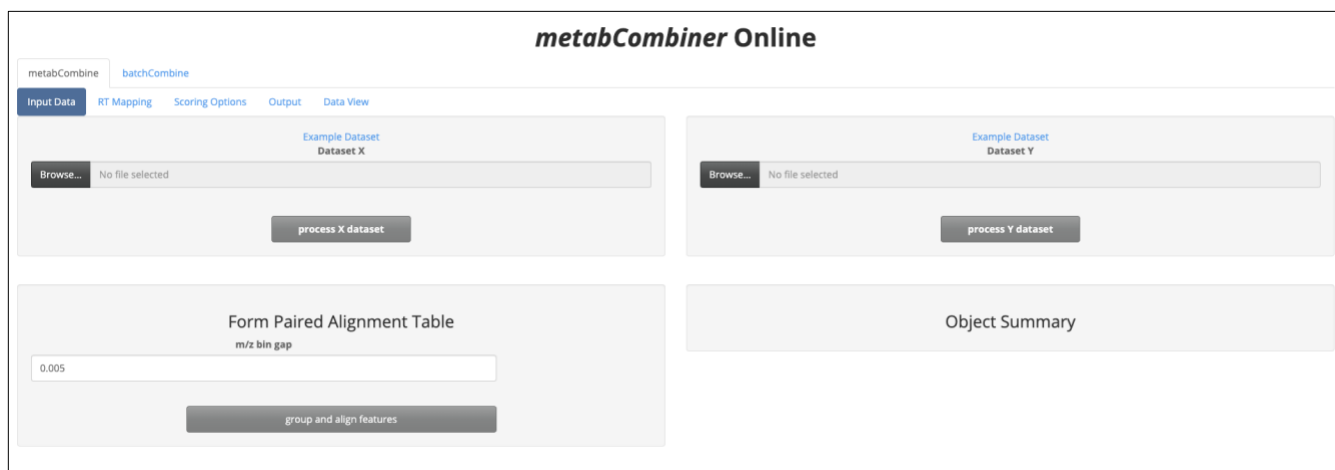 metabCombiner Online
metabCombine batchCombine
Input Data RT Mapping Scoring Options Output Data View
Example Dataset
Dataset X
Browse... No file selected
process X dataset
Example Dataset
Dataset Y
Browse... No file selected
process Y dataset
Form Paired Alignment Table
m/z bin gap
0.005
group and align features
Object Summary